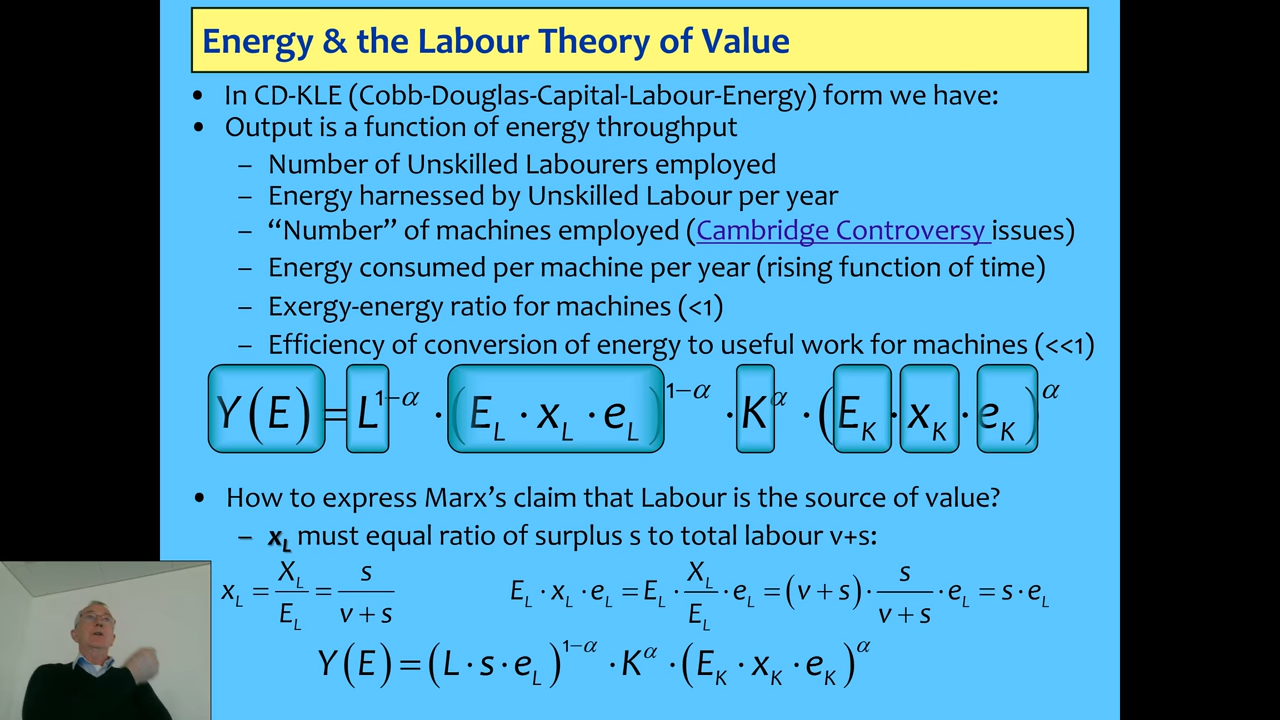 Energy & the Labour Theory of Value
• In CD-KLE (Cobb-Douglas-Capital-Labour-Energy) form we have:
• Output is a function of energy throughput
– Number of Unskilled Labourers employed
– Energy harnessed by Unskilled Labour per year
– “Number” of machines employed (Cambridge Controversy issues)
– Energy consumed per machine per year (rising function of time)
– Exergy-energy ratio for machines (<1)
– Efficiency of conversion of energy to useful work for machines (<<1)
Y(E) = L^{1−α} · (E_L · x_L · e_L)^{1−α} · K^α · (E_K · x_K · e_K)^α
• How to express Marx’s claim that Labour is the source of value?
– x_L must equal ratio of surplus s to total labour v+s:
x_L = X_L / E_L = s / (v + s)
E_L · x_L · e_L = E_L · X_L / E_L · e_L = (v + s) · s / (v + s) · e_L = s · e_L
Y(E) = (L · s · e_L)^{1−α} · K^α · (E_K · x_K · e_K)^α